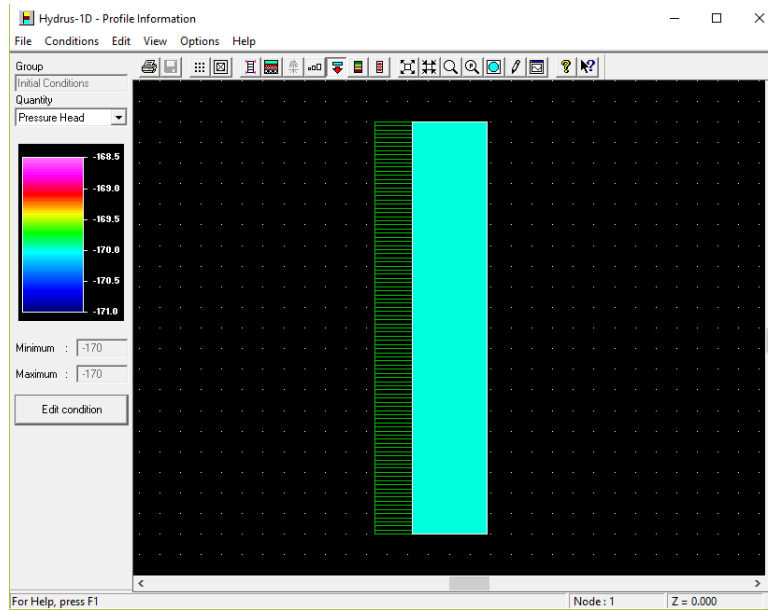 Hydrus-1D - Profile Information
File Conditions Edit View Options Help
Group
Initial Conditions
Quantity
Pressure Head
-168.5
-169.0
-169.5
-170.0
-170.5
-171.0
Minimum : -170
Maximum : -170
Edit condition
For Help, press F1
Node : 1
Z = 0.000